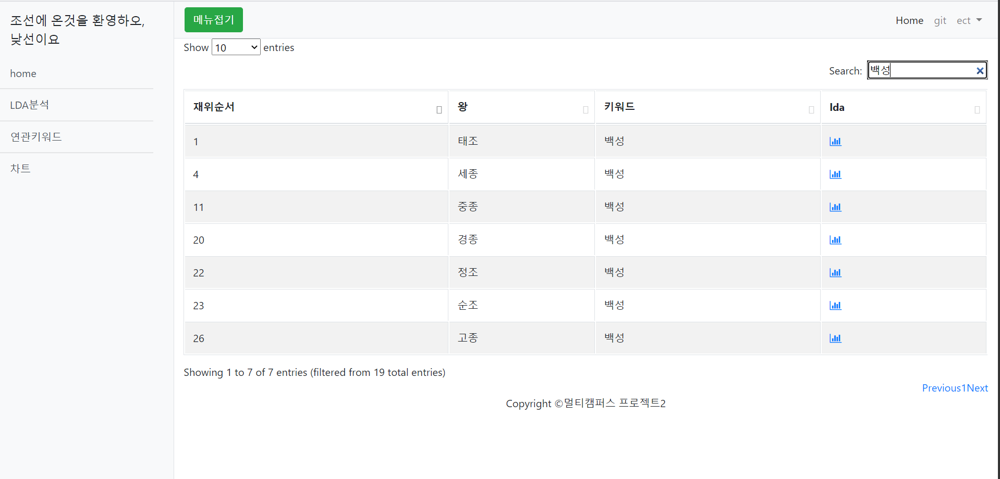 조선에 온것을 환영하오,
낯선이요
home
LDA분석
연관키워드
차트
메뉴접기
Home git ect
Show 10 entries
Search: 백성
재위순서 왕 키워드 lda
1 태조 백성
4 세종 백성
11 중종 백성
20 경종 백성
22 정조 백성
23 순조 백성
26 고종 백성
Showing 1 to 7 of 7 entries (filtered from 19 total entries)
Previous1Next
Copyright ©멀티캠퍼스 프로젝트2